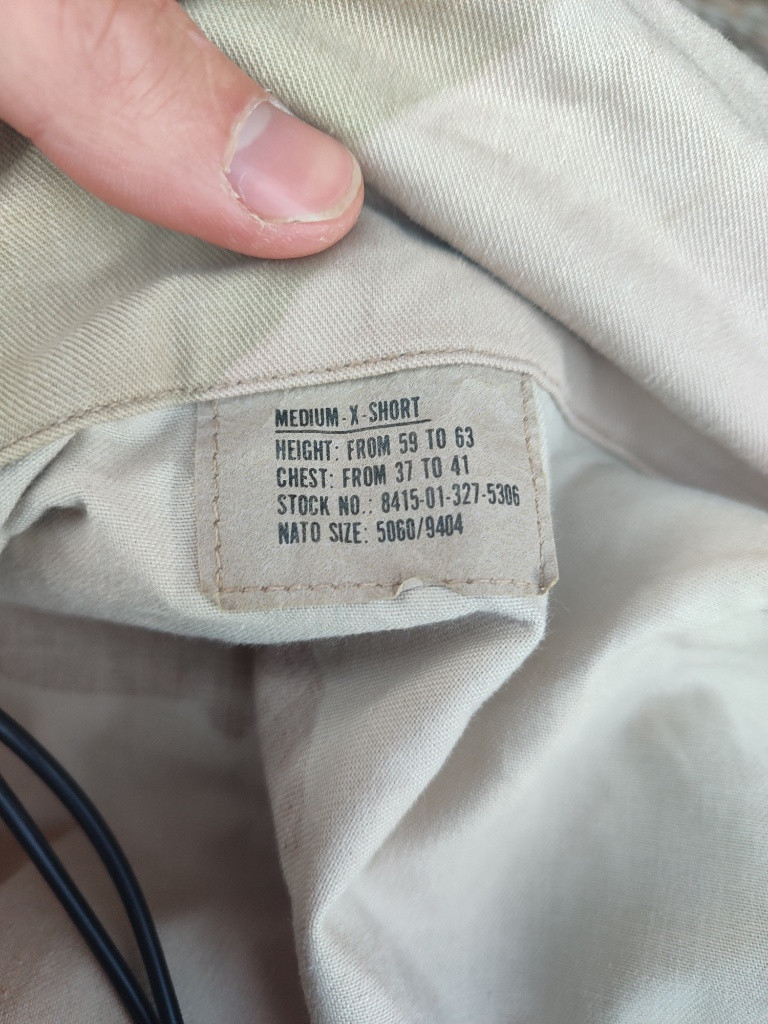 MEDIUM-X-SHORT
HEIGHT: FROM 59 TO 63
CHEST: FROM 37 TO 41
STOCK NO.: 8415-01-327-5306
NATO SIZE: 5060/9404